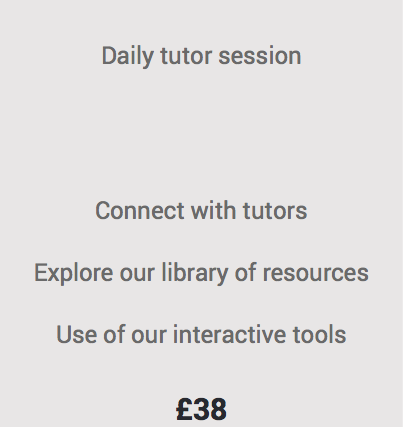 Daily tutor session
Connect with tutors
Explore our library of resources
Use of our interactive tools
£38